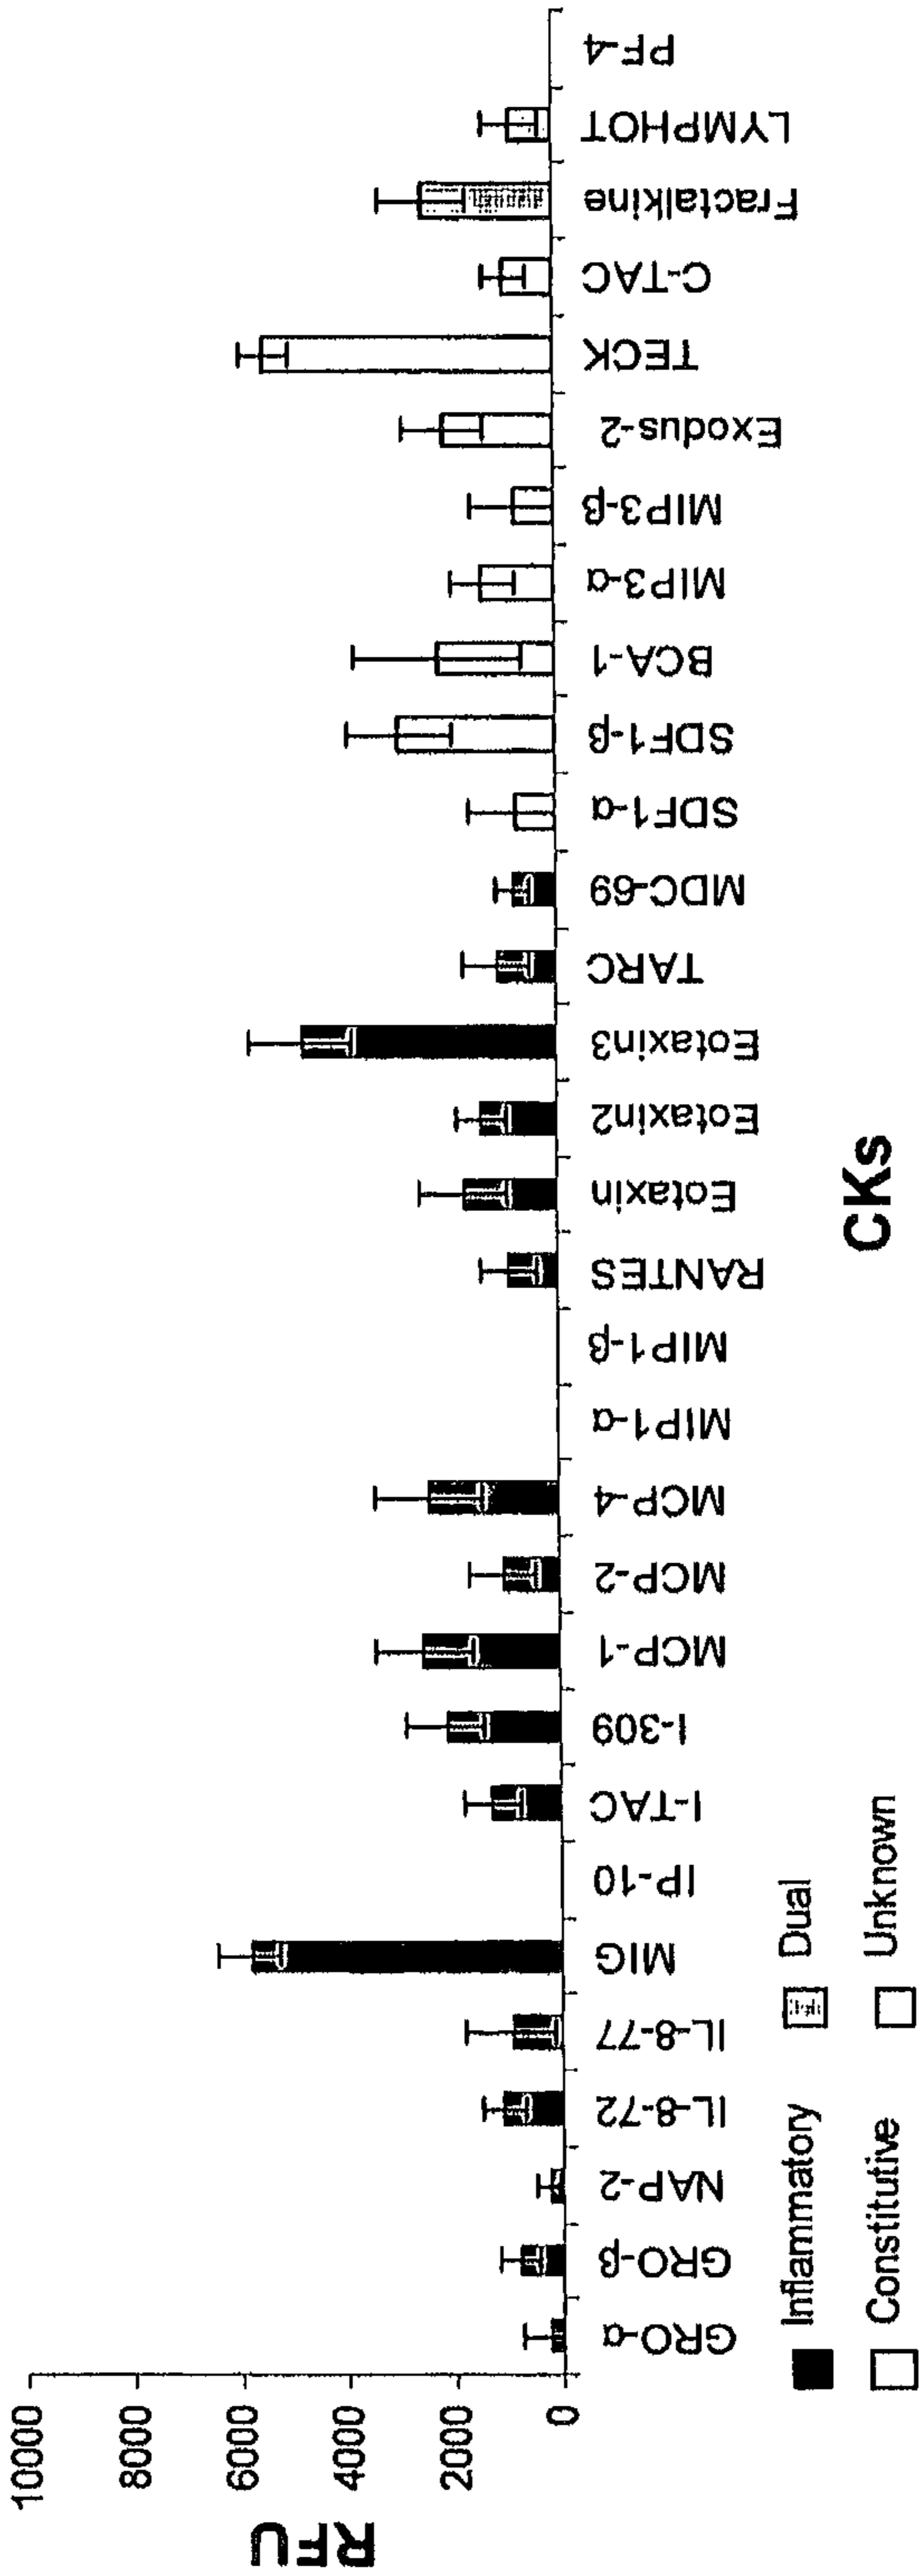 RFU
10000
8000
6000
4000
2000
0
GRO-α
GRO-β
NAP-2
IL-8-72
IL-8-77
MIG
IP-10
I-TAC
I-309
MCP-1
MCP-2
MCP-4
MIP1-α
MIP1-β
RANTES
Eotaxin
Eotaxin2
Eotaxin3
TARC
MDC-69
SDF1-α
SDF1-β
BCA-1
MIP3-α
MIP3-β
Exodus-2
TECK
C-TAC
Fractalkine
LYMPHOT
PF-4
CKs
Inflammatory
Dual
Constitutive
Unknown